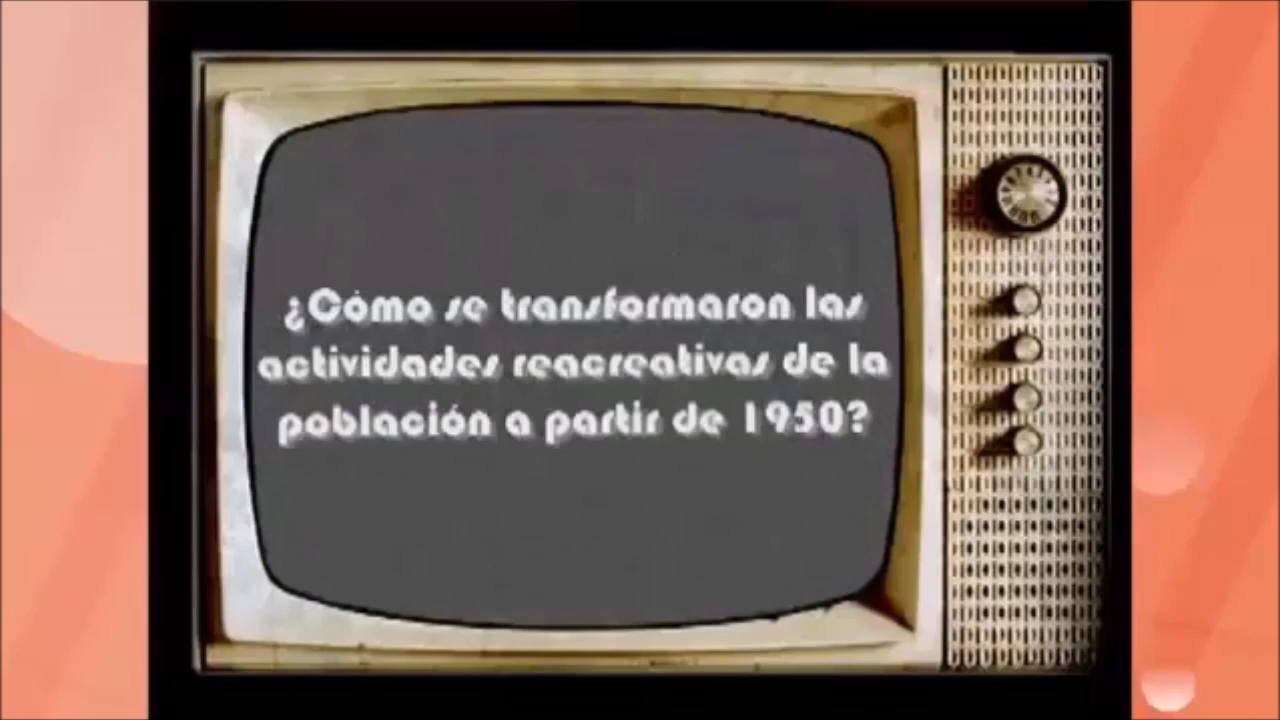 ¿Cómo se transformaron las
actividades reacreativas de la
población a partir de 1950?